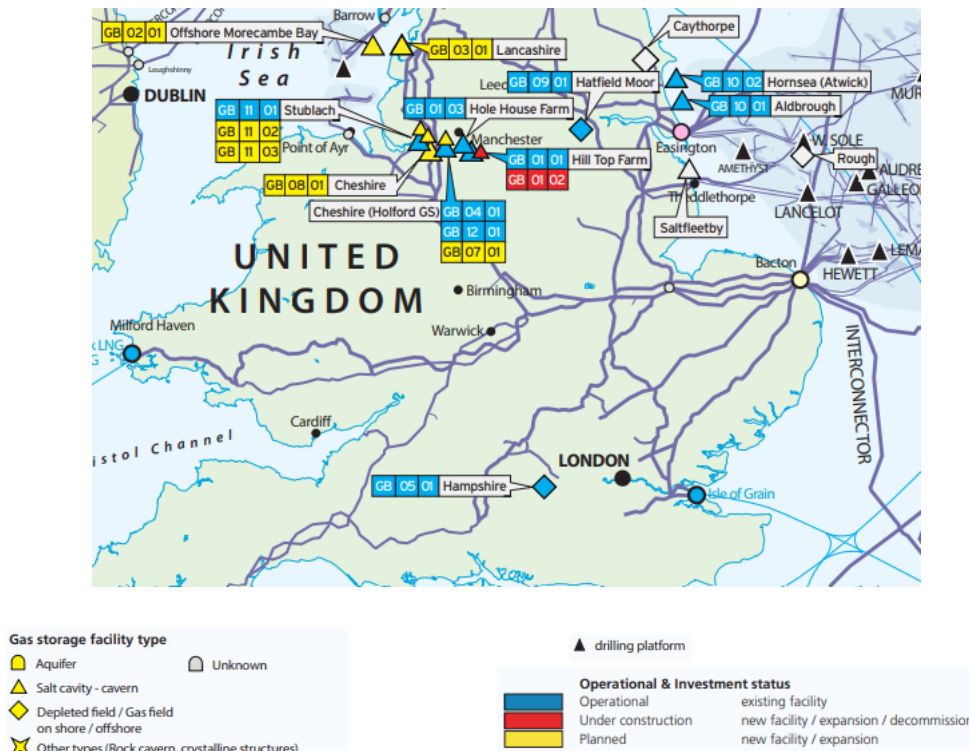 Barrow
GB 02 01 Offshore Morecambe Bay
Irish
Sea
GB 03 01 Lancashire
Caythorpe
Loughshinny
DUBLIN
GB 09 01 Hatfield Moor
GB 10 02 Hornsea (Atwick)
GB 11 01 Stublach
GB 11 02
GB 11 03
GB 01 03 Hole House Farm
GB 10 01 Aldbrough
Point of Ayr
Manchester
Easington
W. SOLE
AMETHYST
Rough
GB 01 01 Hill Top Farm
GB 01 02
GB 08 01 Cheshire
Theddlethorpe
LANCELOT
Cheshire (Holford GS) GB 04 01
GB 12 01
GB 07 01
Saltfleetby
UNITED
KINGDOM
Bacton
HEWETT
Birmingham
Milford Haven
LNG
Warwick
INTERCONNECTOR
Cardiff
istol Channel
LONDON
GB 05 01 Hampshire
Isle of Grain
Gas storage facility type
Aquifer
Unknown
Salt cavity - cavern
Depleted field / Gas field
on shore / offshore
Other types (Rock cavern, crystalline structures)
drilling platform
Operational & Investment status
Operational existing facility
Under construction new facility / expansion / decommission
Planned new facility / expansion